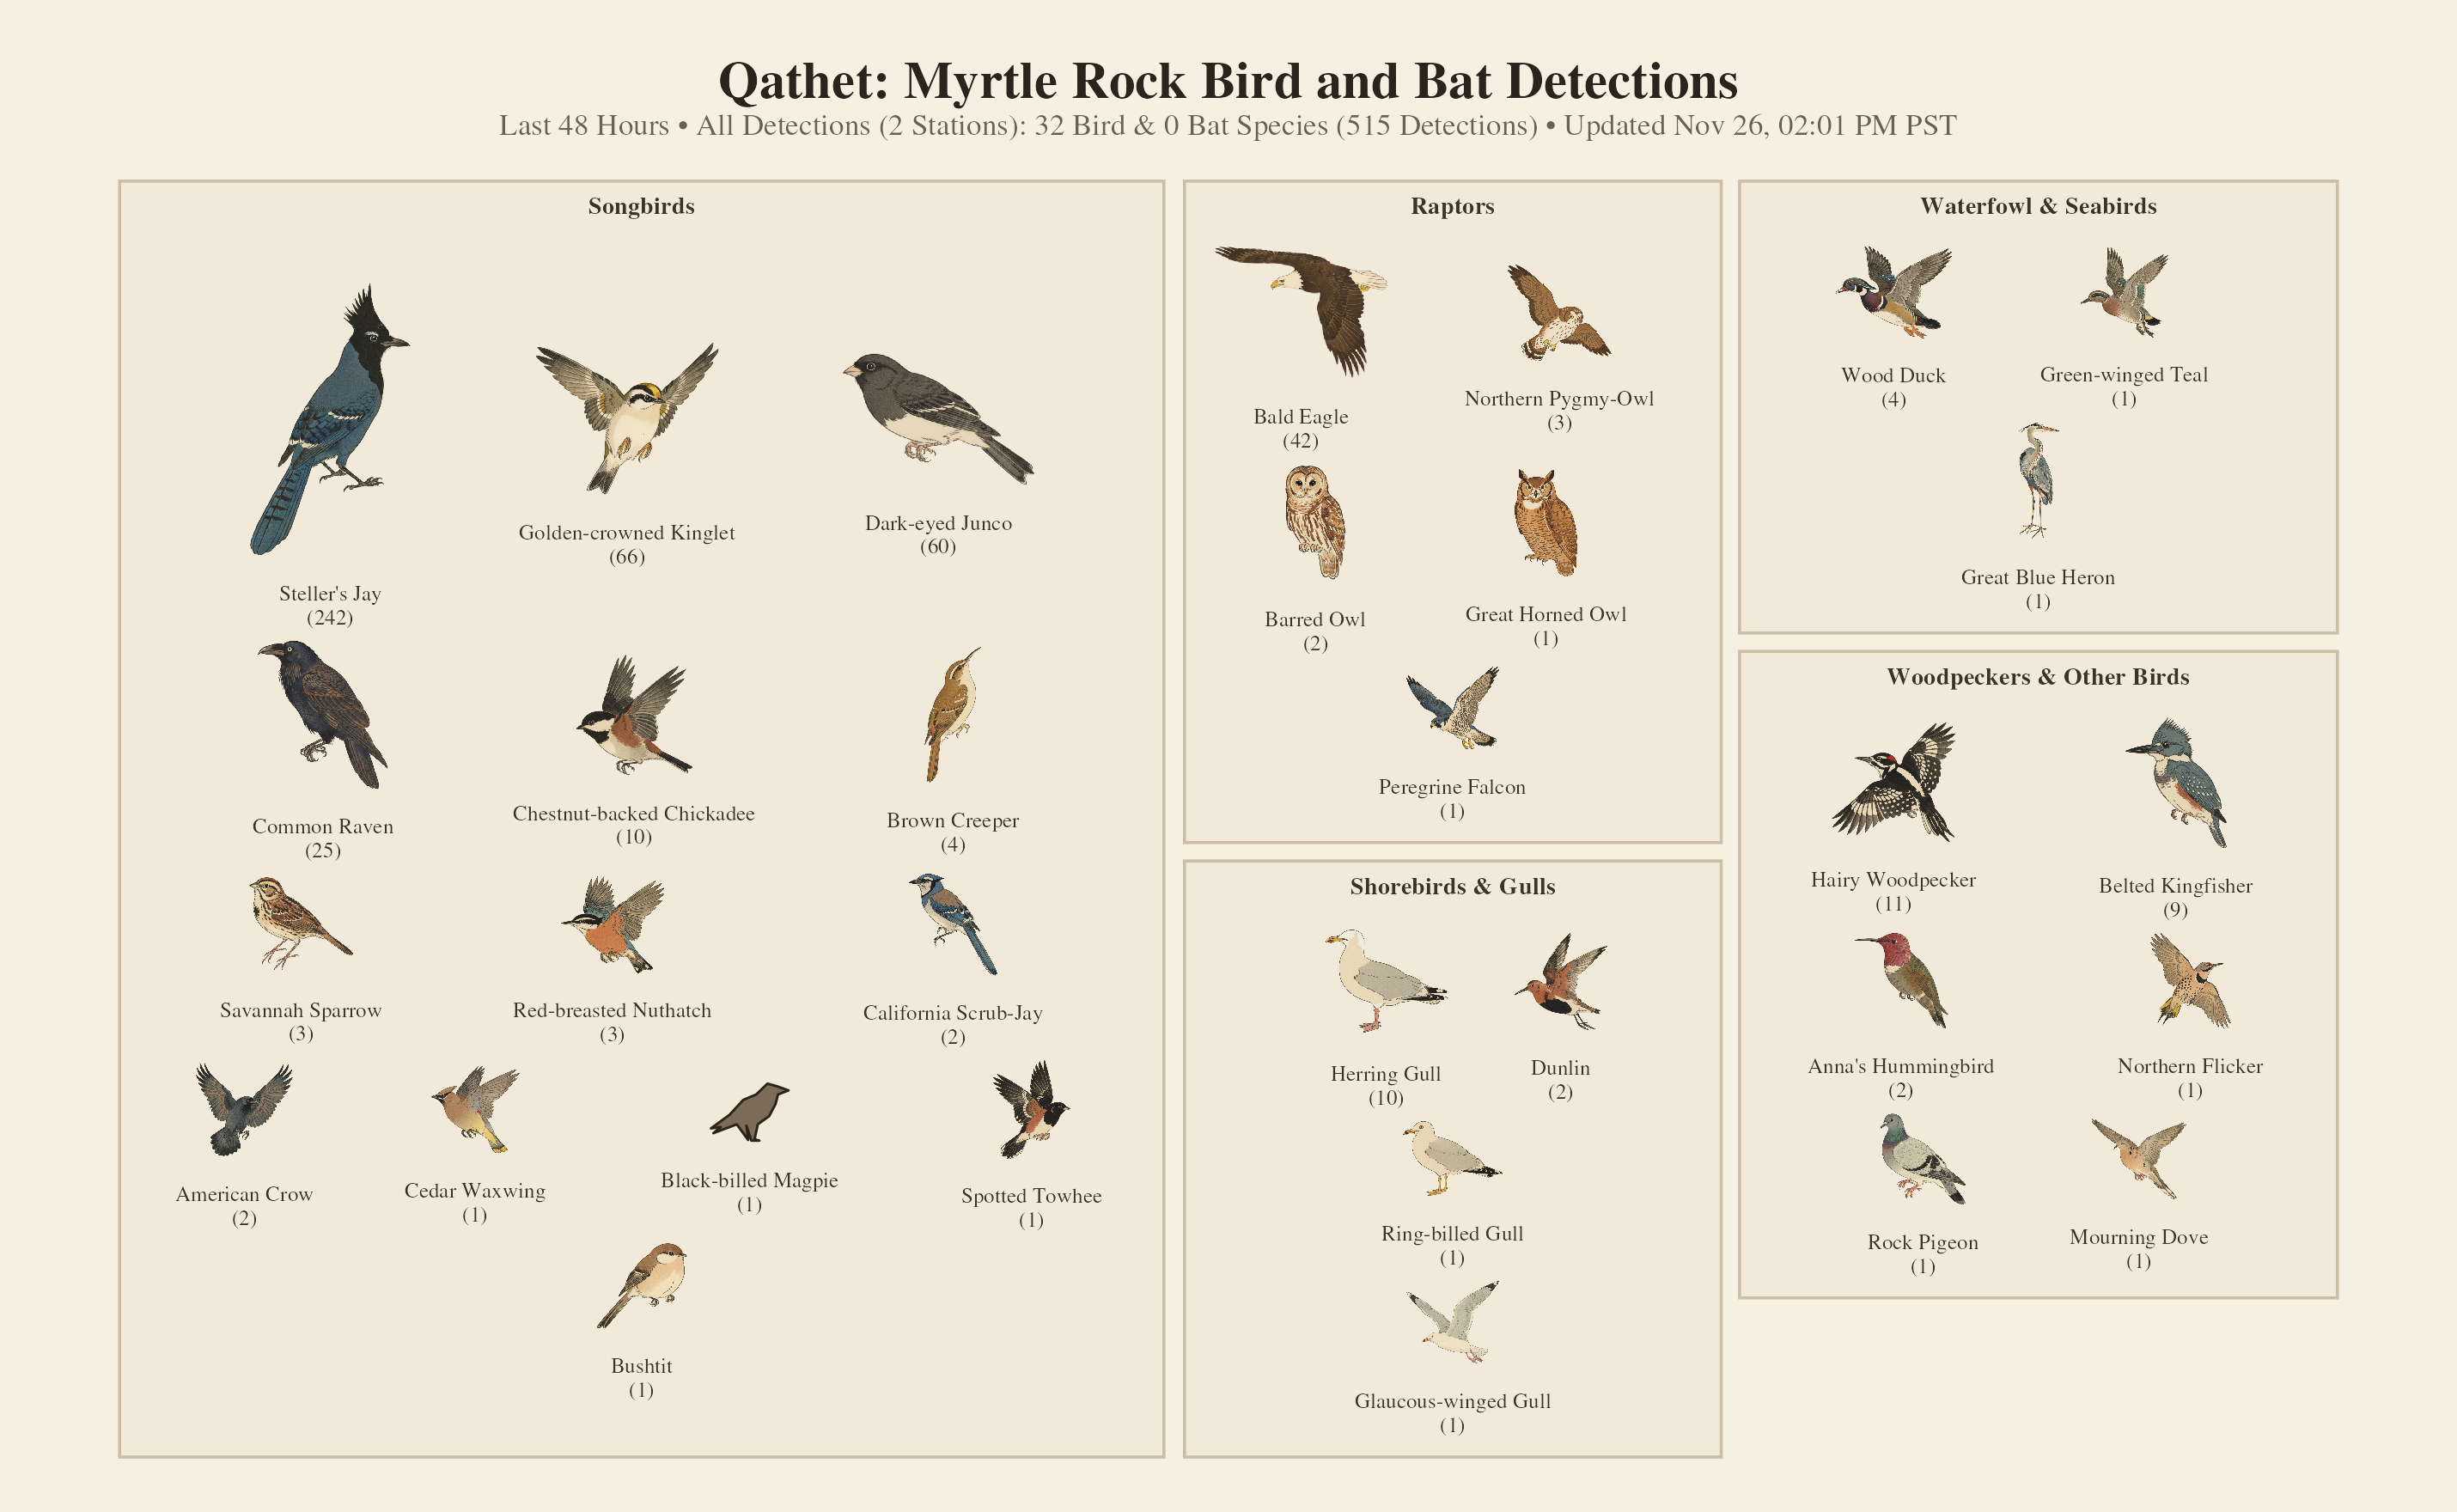 Qathet: Myrtle Rock Bird and Bat Detections
Last 48 Hours • All Detections (2 Stations): 32 Bird & 0 Bat Species (515 Detections) • Updated Nov 26, 02:01 PM PST
Songbirds
Steller's Jay
(242)
Golden-crowned Kinglet
(66)
Dark-eyed Junco
(60)
Common Raven
(25)
Chestnut-backed Chickadee
(10)
Brown Creeper
(4)
Savannah Sparrow
(3)
Red-breasted Nuthatch
(3)
California Scrub-Jay
(2)
American Crow
(2)
Cedar Waxwing
(1)
Black-billed Magpie
(1)
Spotted Towhee
(1)
Bushtit
(1)
Raptors
Bald Eagle
(42)
Northern Pygmy-Owl
(3)
Barred Owl
(2)
Great Horned Owl
(1)
Peregrine Falcon
(1)
Shorebirds & Gulls
Herring Gull
(10)
Dunlin
(2)
Ring-billed Gull
(1)
Glaucous-winged Gull
(1)
Waterfowl & Seabirds
Wood Duck
(4)
Green-winged Teal
(1)
Great Blue Heron
(1)
Woodpeckers & Other Birds
Hairy Woodpecker
(11)
Belted Kingfisher
(9)
Anna's Hummingbird
(2)
Northern Flicker
(1)
Rock Pigeon
(1)
Mourning Dove
(1)